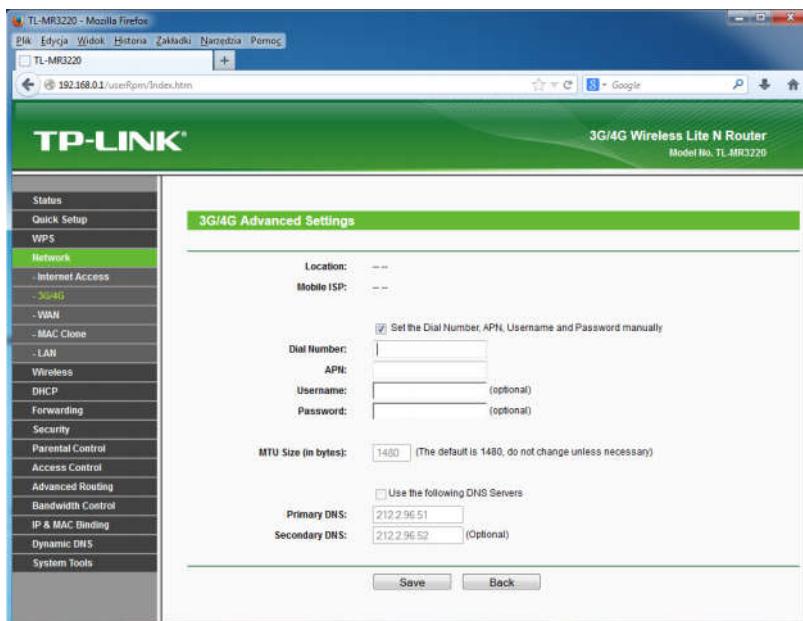 TL-MR3220 - Mozilla Firefox
Plik Edycja Widok Historia Zakładki Narzędzia Pomoc
TL-MR3220 +
192.168.0.1/userRpm/Index.htm
8 - Google
TP-LINK®
3G/4G Wireless Lite N Router
Model No. TL-MR3220
Status
Quick Setup
WPS
Network
- Internet Access
- 3G/4G
- WAN
- MAC Clone
- LAN
Wireless
DHCP
Forwarding
Security
Parental Control
Access Control
Advanced Routing
Bandwidth Control
IP & MAC Binding
Dynamic DNS
System Tools
3G/4G Advanced Settings
Location: -- --
Mobile ISP: -- --
Set the Dial Number, APN, Username and Password manually
Dial Number:
APN:
Username: (optional)
Password: (optional)
MTU Size (in bytes): 1480 (The default is 1480, do not change unless necessary)
Use the following DNS Servers
Primary DNS: 212.2.96.51
Secondary DNS: 212.2.96.52 (Optional)
Save Back